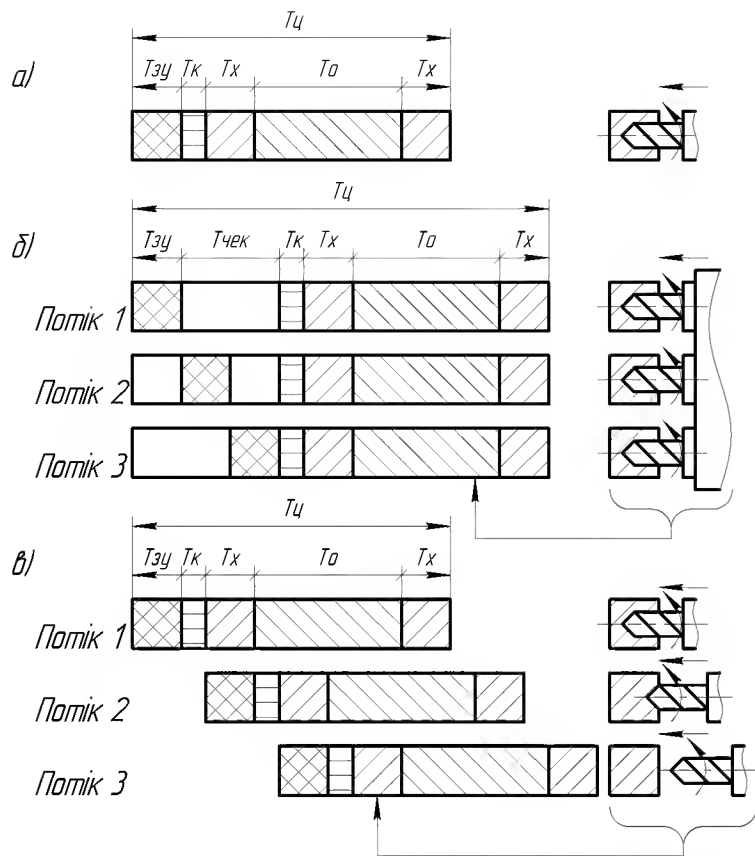 Тц
Тзу Тк Тх То Тх
а)
Тц
Тзу Тчек Тк Тх То Тх
б)
Потік 1
Потік 2
Потік 3
Тц
Тзу Тк Тх То Тх
в)
Потік 1
Потік 2
Потік 3